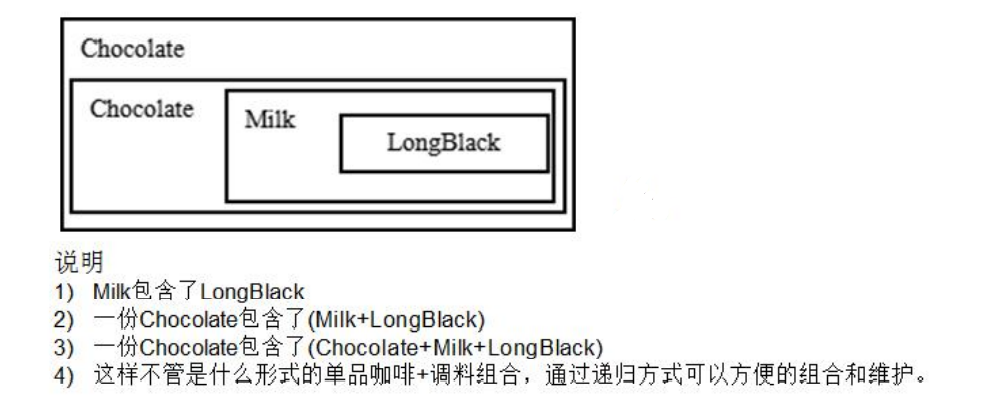 Chocolate
Chocolate
Milk
LongBlack
说明
1) Milk包含了LongBlack
2) 一份Chocolate包含了(Milk+LongBlack)
3) 一份Chocolate包含了(Chocolate+Milk+LongBlack)
4) 这样不管是什么形式的单品咖啡+调料组合，通过递归方式可以方便的组合和维护。